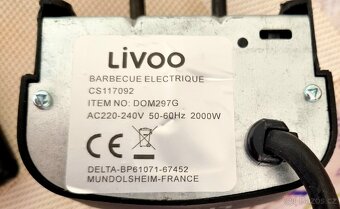 LiVOO
BARBECUE ELECTRIQUE
CS117092
ITEM NO: DOM297G
AC220-240V 50-60Hz 2000W
CE
DELTA-BP61071-67452
MUNDOLSHEIM-FRANCE